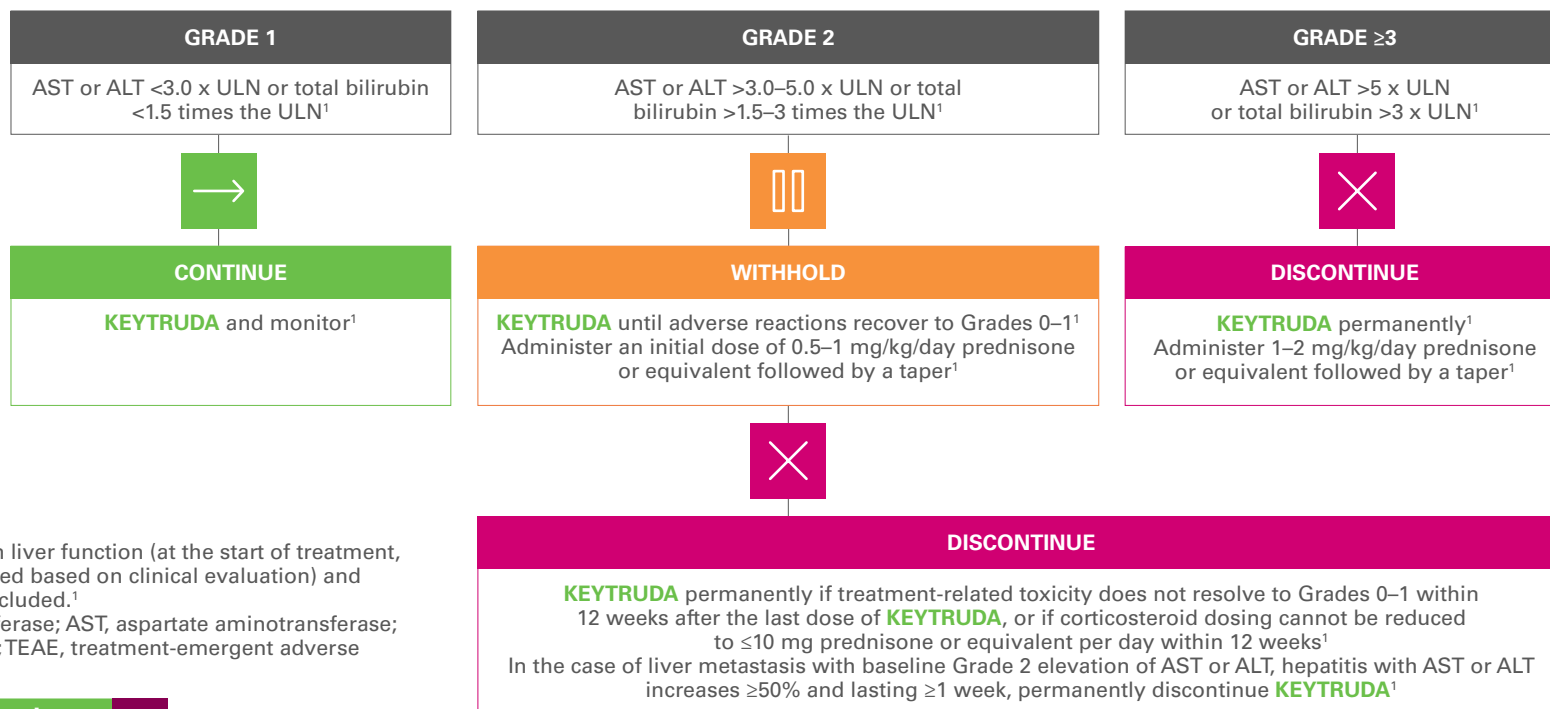 GRADE 1
AST or ALT <3.0 x ULN or total bilirubin
<1.5 times the ULN¹
CONTINUE
KEYTRUDA and monitor¹
GRADE 2
AST or ALT >3.0–5.0 x ULN or total
bilirubin >1.5–3 times the ULN¹
WITHHOLD
KEYTRUDA until adverse reactions recover to Grades 0–1¹
Administer an initial dose of 0.5–1 mg/kg/day prednisone
or equivalent followed by a taper¹
GRADE ≥3
AST or ALT >5 x ULN
or total bilirubin >3 x ULN¹
DISCONTINUE
KEYTRUDA permanently¹
Administer 1–2 mg/kg/day prednisone
or equivalent followed by a taper¹
DISCONTINUE
KEYTRUDA permanently if treatment-related toxicity does not resolve to Grades 0–1 within
12 weeks after the last dose of KEYTRUDA, or if corticosteroid dosing cannot be reduced
to ≤10 mg prednisone or equivalent per day within 12 weeks¹
In the case of liver metastasis with baseline Grade 2 elevation of AST or ALT, hepatitis with AST or ALT
increases ≥50% and lasting ≥1 week, permanently discontinue KEYTRUDA¹
liver function (at the start of treatment,
based on clinical evaluation) and
¹
AST, aspartate aminotransferase;
TEAE, treatment-emergent adverse